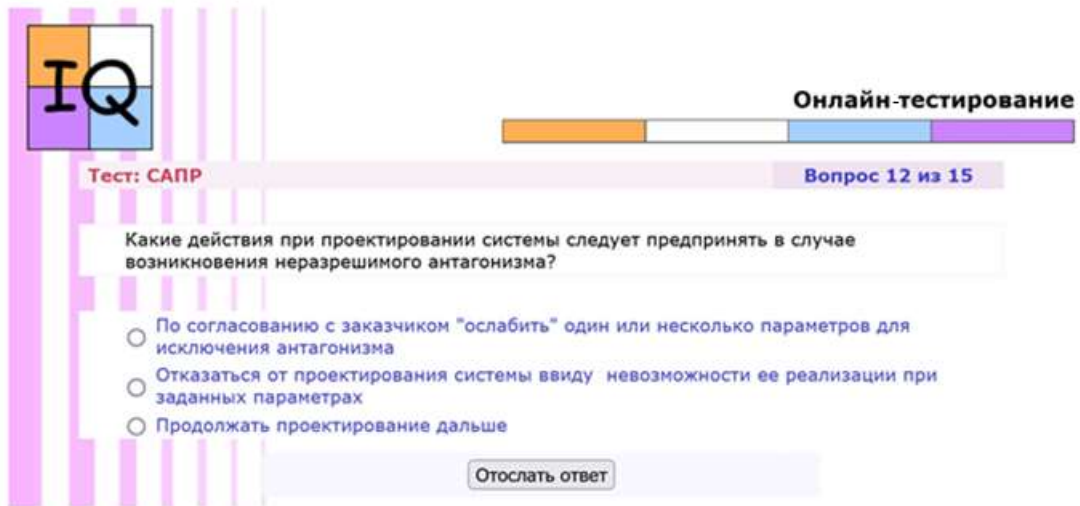 IQ
Онлайн-тестирование
Тест: САПР
Вопрос 12 из 15
Какие действия при проектировании системы следует предпринять в случае
возникновения неразрешимого антагонизма?
По согласованию с заказчиком "ослабить" один или несколько параметров для
исключения антагонизма
Отказаться от проектирования системы ввиду невозможности ее реализации при
заданных параметрах
Продолжать проектирование дальше
Отослать ответ